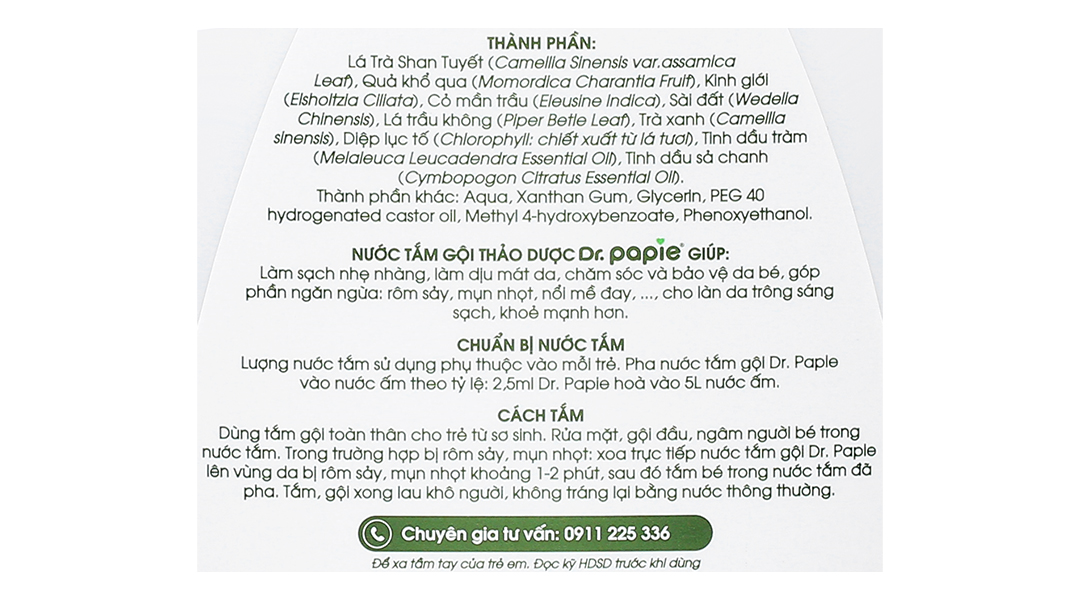 THÀNH PHẦN:
Lá Trà Shan Tuyết (Camellia Sinensis var.assamica
Leaf), Quả khổ qua (Momordica Charantia Fruit), Kinh giới
(Elsholtzia Ciliata), Cỏ mần trầu (Eleusine indica), Sài đất (Wedelia
Chinensis), Lá trầu không (Piper Betle Leaf), Trà xanh (Camellia
sinensis), Diệp lục tố (Chlorophyll: chiết xuất từ lá tươi), Tinh dầu tràm
(Melaleuca Leucadendra Essential Oil), Tinh dầu sả chanh
(Cymbopogon Citratus Essential Oil).
Thành phần khác: Aqua, Xanthan Gum, Glycerin, PEG 40
hydrogenated castor oil, Methyl 4-hydroxybenzoate, Phenoxyethanol.
NƯỚC TẮM GỘI THẢO DƯỢC Dr. papie® GIÚP:
Làm sạch nhẹ nhàng, làm dịu mát da, chăm sóc và bảo vệ da bé, góp
phần ngăn ngừa: rôm sảy, mụn nhọt, nổi mề đay, ..., cho làn da trông sáng
sạch, khoẻ mạnh hơn.
CHUẨN BỊ NƯỚC TẮM
Lượng nước tắm sử dụng phụ thuộc vào mỗi trẻ. Pha nước tắm gội Dr. Papie
vào nước ấm theo tỷ lệ: 2,5ml Dr. Papie hoà vào 5L nước ấm.
CÁCH TẮM
Dùng tắm gội toàn thân cho trẻ từ sơ sinh. Rửa mặt, gội đầu, ngâm người bé trong
nước tắm. Trong trường hợp bị rôm sảy, mụn nhọt: xoa trực tiếp nước tắm gội Dr. Papie
lên vùng da bị rôm sảy, mụn nhọt khoảng 1-2 phút, sau đó tắm bé trong nước tắm đã
pha. Tắm, gội xong lau khô người, không tráng lại bằng nước thông thường.
Chuyên gia tư vấn: 0911 225 336
Để xa tầm tay của trẻ em. Đọc kỹ HDSD trước khi dùng